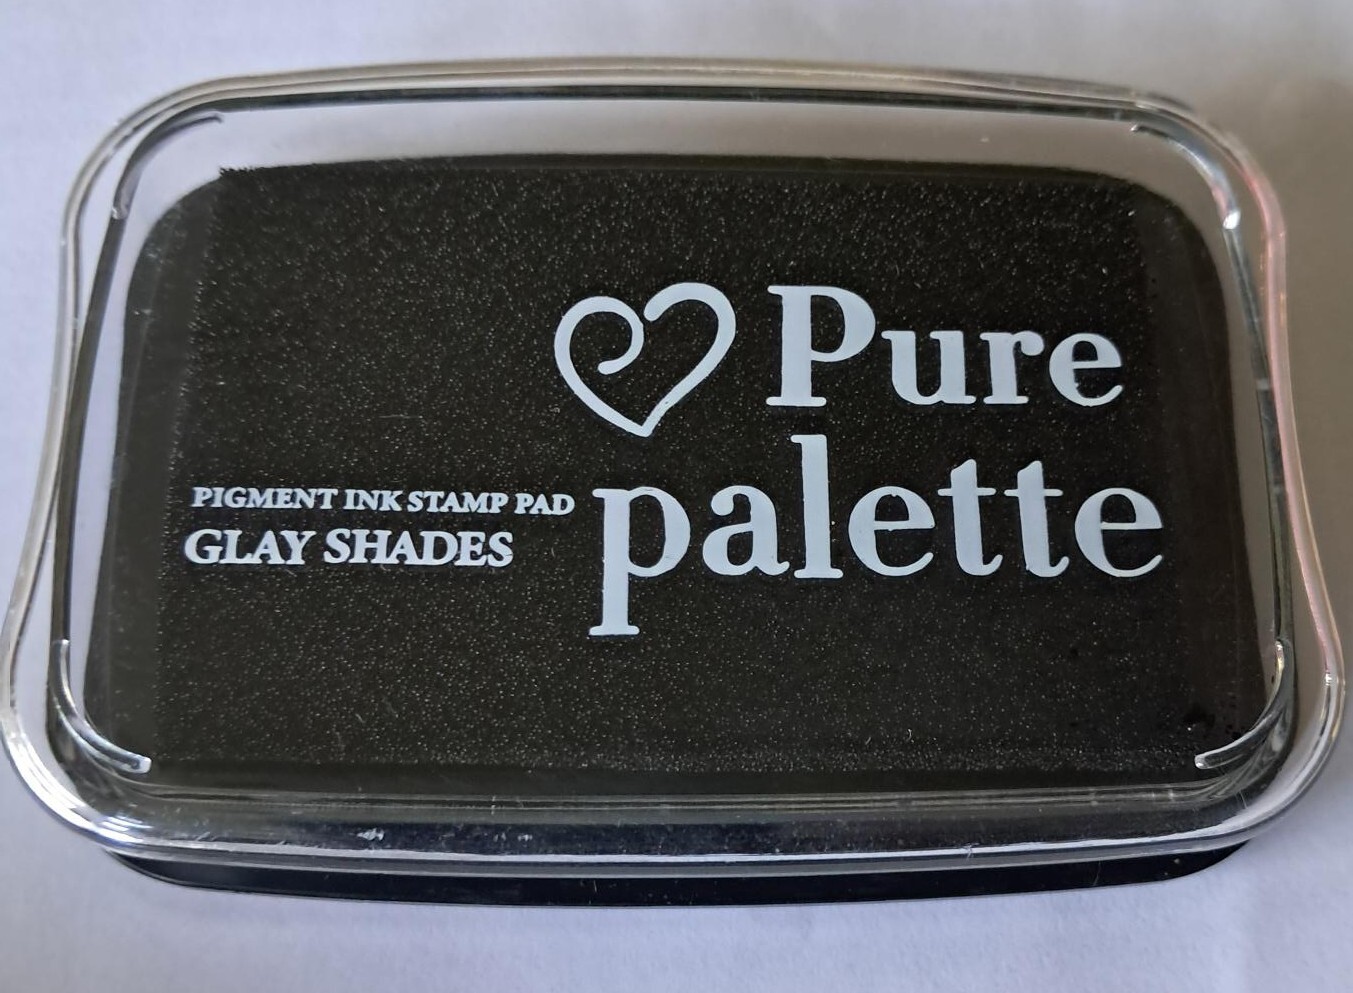 Pure
palette
PIGMENT INK STAMP PAD
GLAY SHADES